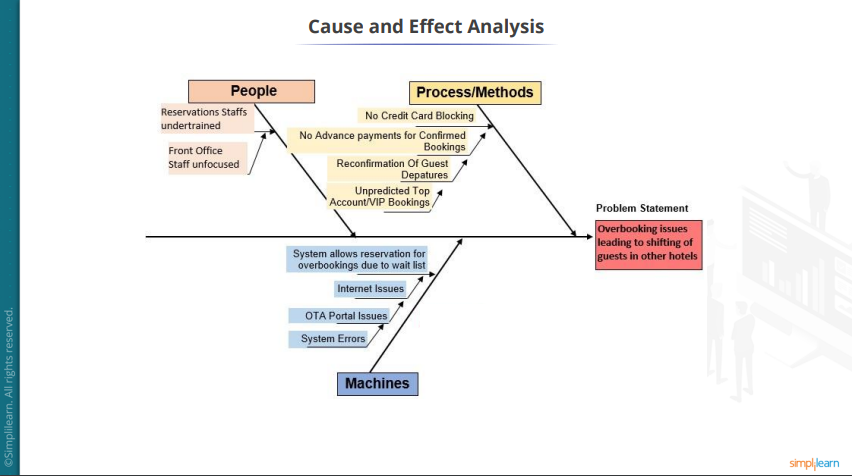 Cause and Effect Analysis
People
Process/Methods
Reservations Staffs
undertrained
Front Office
Staff unfocused
No Credit Card Blocking
No Advance payments for Confirmed
Bookings
Reconfirmation Of Guest
Depatures
Unpredicted Top
Account/VIP Bookings
Problem Statement
Overbooking issues
leading to shifting of
guests in other hotels
System allows reservation for
overbookings due to wait list
Internet Issues
OTA Portal Issues
System Errors
Machines
©Simplilearn. All rights reserved.
simplilearn